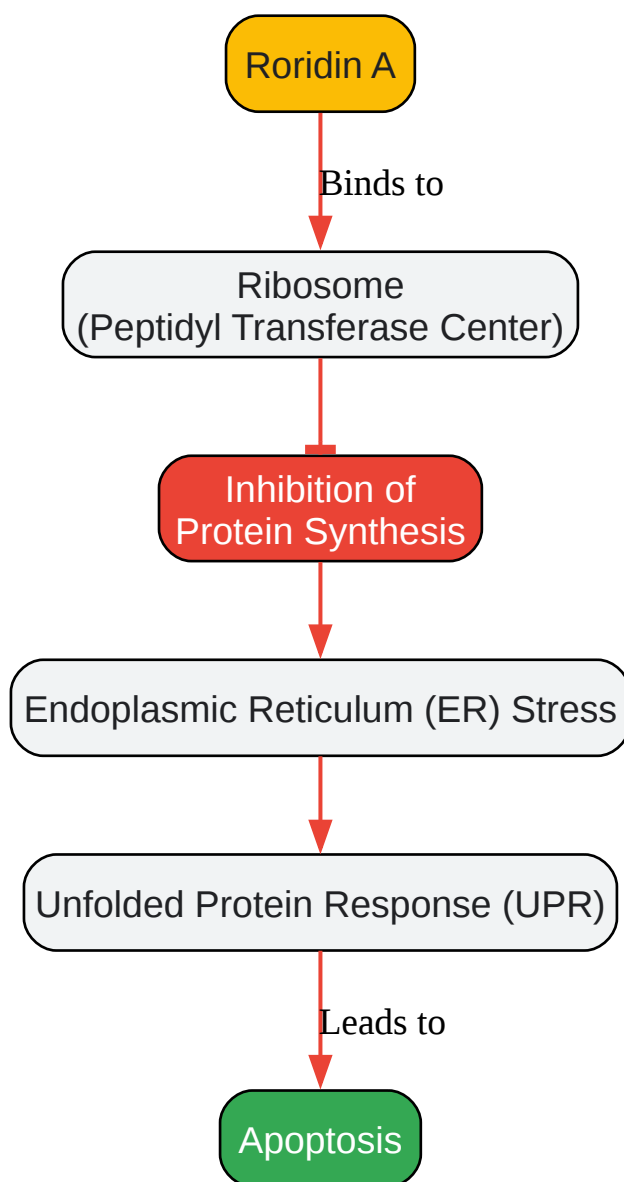 Roridin A
Binds to
Ribosome
(Peptidyl Transferase Center)
Inhibition of
Protein Synthesis
Endoplasmic Reticulum (ER) Stress
Unfolded Protein Response (UPR)
Leads to
Apoptosis